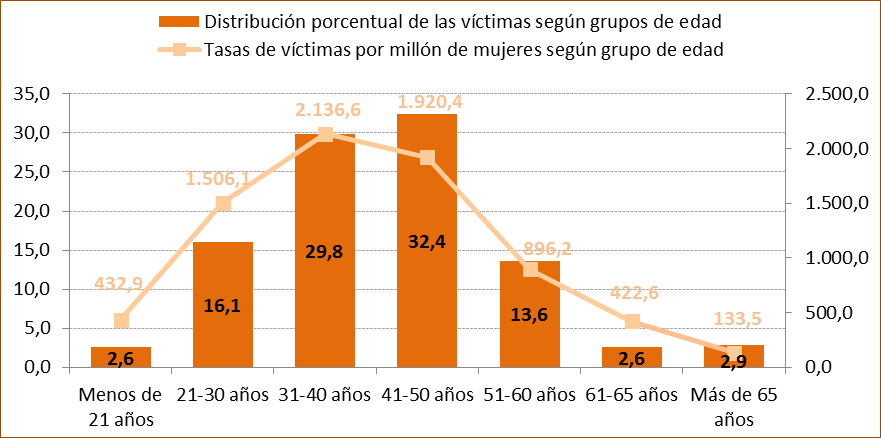 Distribución porcentual de las víctimas según grupos de edad
Tasas de víctimas por millón de mujeres según grupo de edad
35,0
30,0
25,0
20,0
15,0
10,0
5,0
0,0
2.500,0
2.000,0
1.500,0
1.000,0
500,0
0,0
432,9
1.506,1
2.136,6
1.920,4
896,2
422,6
133,5
2,6
16,1
29,8
32,4
13,6
2,6
2,9
Menos de
21 años
21-30 años
31-40 años
41-50 años
51-60 años
61-65 años
Más de 65
años